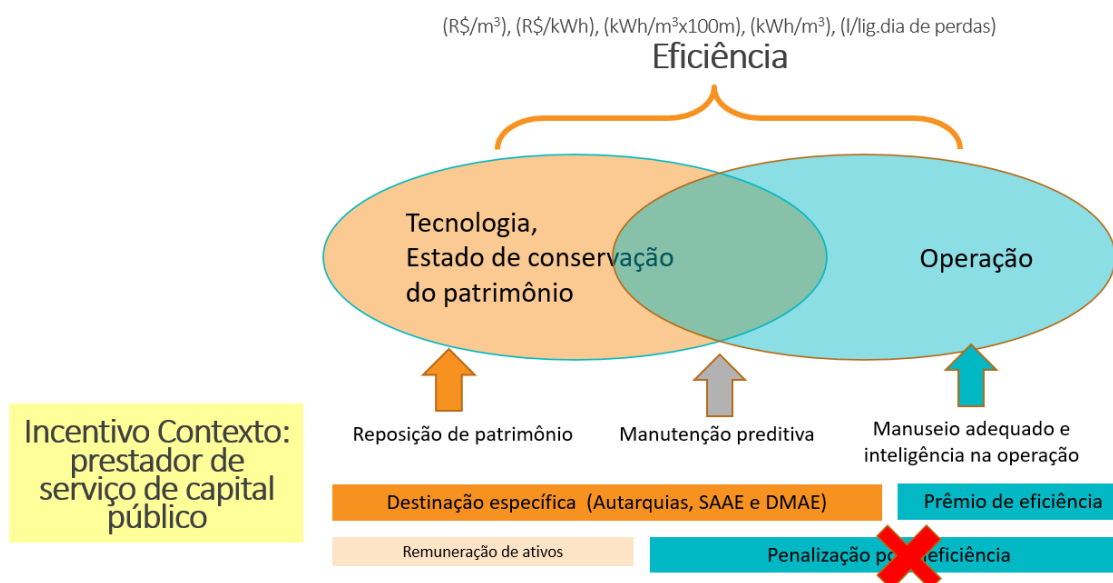 (R$/m³), (R$/kWh), (kWh/m³x100m), (kWh/m³), (l/lig.dia de perdas)
Eficiência
Tecnologia,
Estado de conservação
do patrimônio
Operação
Reposição de patrimônio
Manutenção preditiva
Manuseio adequado e
inteligência na operação
Incentivo Contexto:
prestador de
serviço de capital
público
Destinação específica (Autarquias, SAAE e DMAE)
Prêmio de eficiência
Remuneração de ativos
Penalização por ineficiência